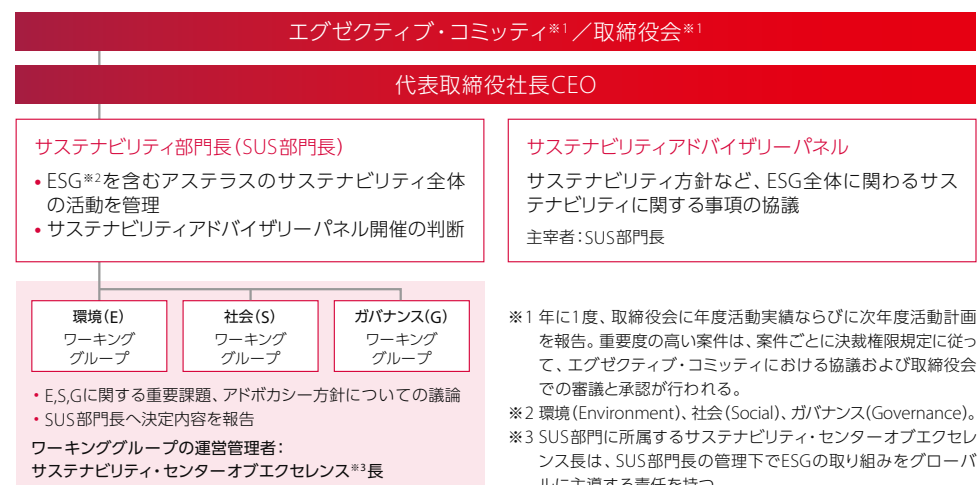 エグゼクティブ・コミッティ※1／取締役会※1
代表取締役社長CEO
サステナビリティ部門長（SUS部門長）
• ESG※2を含むアステラスのサステナビリティ全体
の活動を管理
• サステナビリティアドバイザリーパネル開催の判断
サステナビリティアドバイザリーパネル
サステナビリティ方針など、ESG全体に関わるサス
テナビリティに関する事項の協議
主宰者：SUS部門長
環境（E）
ワーキング
グループ
社会（S）
ワーキング
グループ
ガバナンス（G）
ワーキング
グループ
• E,S,Gに関する重要課題、アドボカシー方針についての議論
• SUS部門長へ決定内容を報告
ワーキンググループの運営管理者：
サステナビリティ・センターオブエクセレンス※3長
※1 年に1度、取締役会に年度活動実績ならびに次年度活動計画
を報告。重要度の高い案件は、案件ごとに決裁権限規定に従っ
て、エグゼクティブ・コミッティにおける協議および取締役会
での審議と承認が行われる。
※2 環境（Environment）、社会（Social）、ガバナンス（Governance）。
※3 SUS部門に所属するサステナビリティ・センターオブエクセレ
ンス長は、SUS部門長の管理下でESGの取り組みをグローバ
ルに主導する責任を持つ